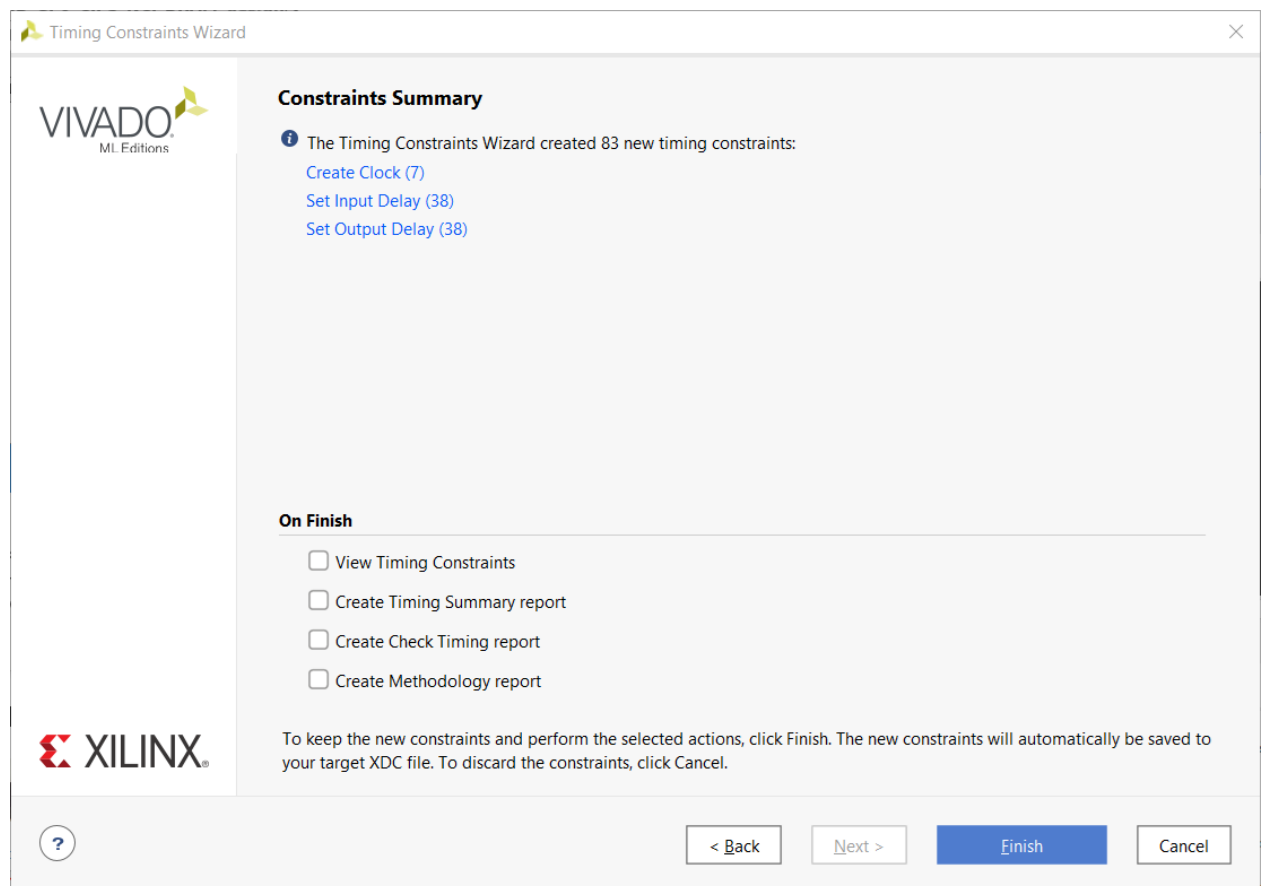 Timing Constraints Wizard
VIVADO.
ML Editions
Constraints Summary
The Timing Constraints Wizard created 83 new timing constraints:
Create Clock (7)
Set Input Delay (38)
Set Output Delay (38)
On Finish
View Timing Constraints
Create Timing Summary report
Create Check Timing report
Create Methodology report
XILINX®
To keep the new constraints and perform the selected actions, click Finish. The new constraints will automatically be saved to
your target XDC file. To discard the constraints, click Cancel.
?
< Back
Next >
Finish
Cancel